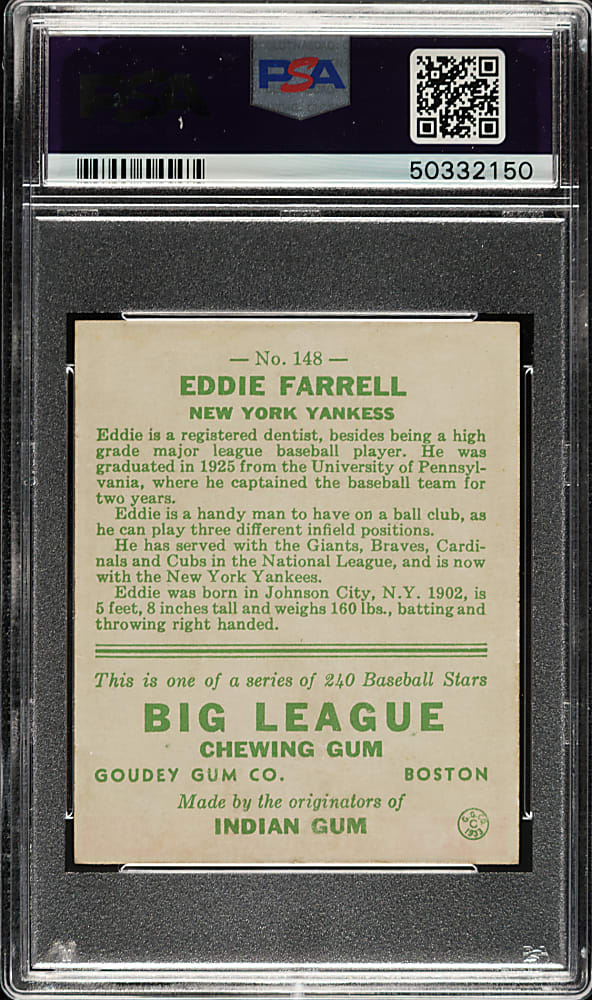 PSA
50332150
— No. 148 —
EDDIE FARRELL
NEW YORK YANKESS
Eddie is a registered dentist, besides being a high
grade major league baseball player. He was
graduated in 1925 from the University of Pennsyl-
vania, where he captained the baseball team for
two years.
Eddie is a handy man to have on a ball club, as
he can play three different infield positions.
He has served with the Giants, Braves, Cardi-
nals and Cubs in the National League, and is now
with the New York Yankees.
Eddie was born in Johnson City, N.Y. 1902, is
5 feet, 8 inches tall and weighs 160 lbs., batting and
throwing right handed.
This is one of a series of 240 Baseball Stars
BIG LEAGUE
CHEWING GUM
GOUDEY GUM CO. BOSTON
Made by the originators of
INDIAN GUM
G.G.CO.
C
1933